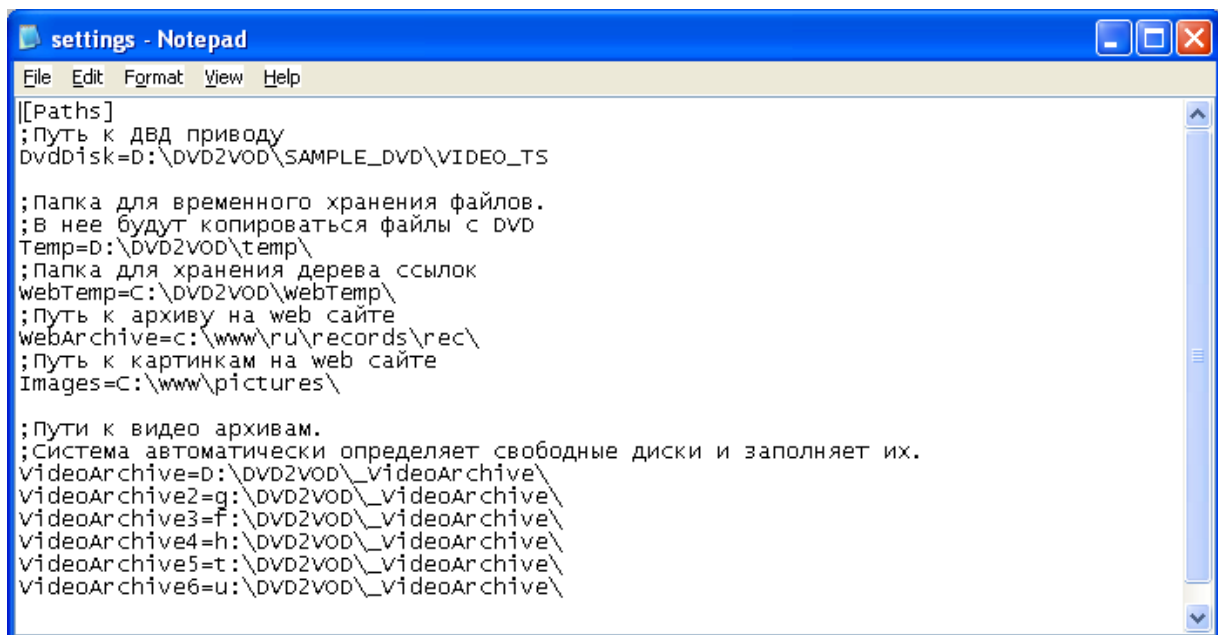 settings - Notepad
File Edit Format View Help
[Paths]
;Путь к ДВД приводу
DvdDisk=D:\DVD2VOD\SAMPLE_DVD\VIDEO_TS
;Папка для временного хранения файлов.
;В нее будут копироваться файлы с DVD
Temp=D:\DVD2VOD\temp\
;Папка для хранения дерева ссылок
WebTemp=C:\DVD2VOD\WebTemp\
;Путь к архиву на web сайте
WebArchive=c:\www\ru\records\rec\
;Путь к картинкам на web сайте
Images=C:\www\pictures\
;Пути к видео архивам.
;Система автоматически определяет свободные диски и заполняет их.
VideoArchive=D:\DVD2VOD\_VideoArchive\
VideoArchive2=g:\DVD2VOD\_VideoArchive\
VideoArchive3=f:\DVD2VOD\_VideoArchive\
VideoArchive4=h:\DVD2VOD\_VideoArchive\
VideoArchive5=t:\DVD2VOD\_VideoArchive\
VideoArchive6=u:\DVD2VOD\_VideoArchive\